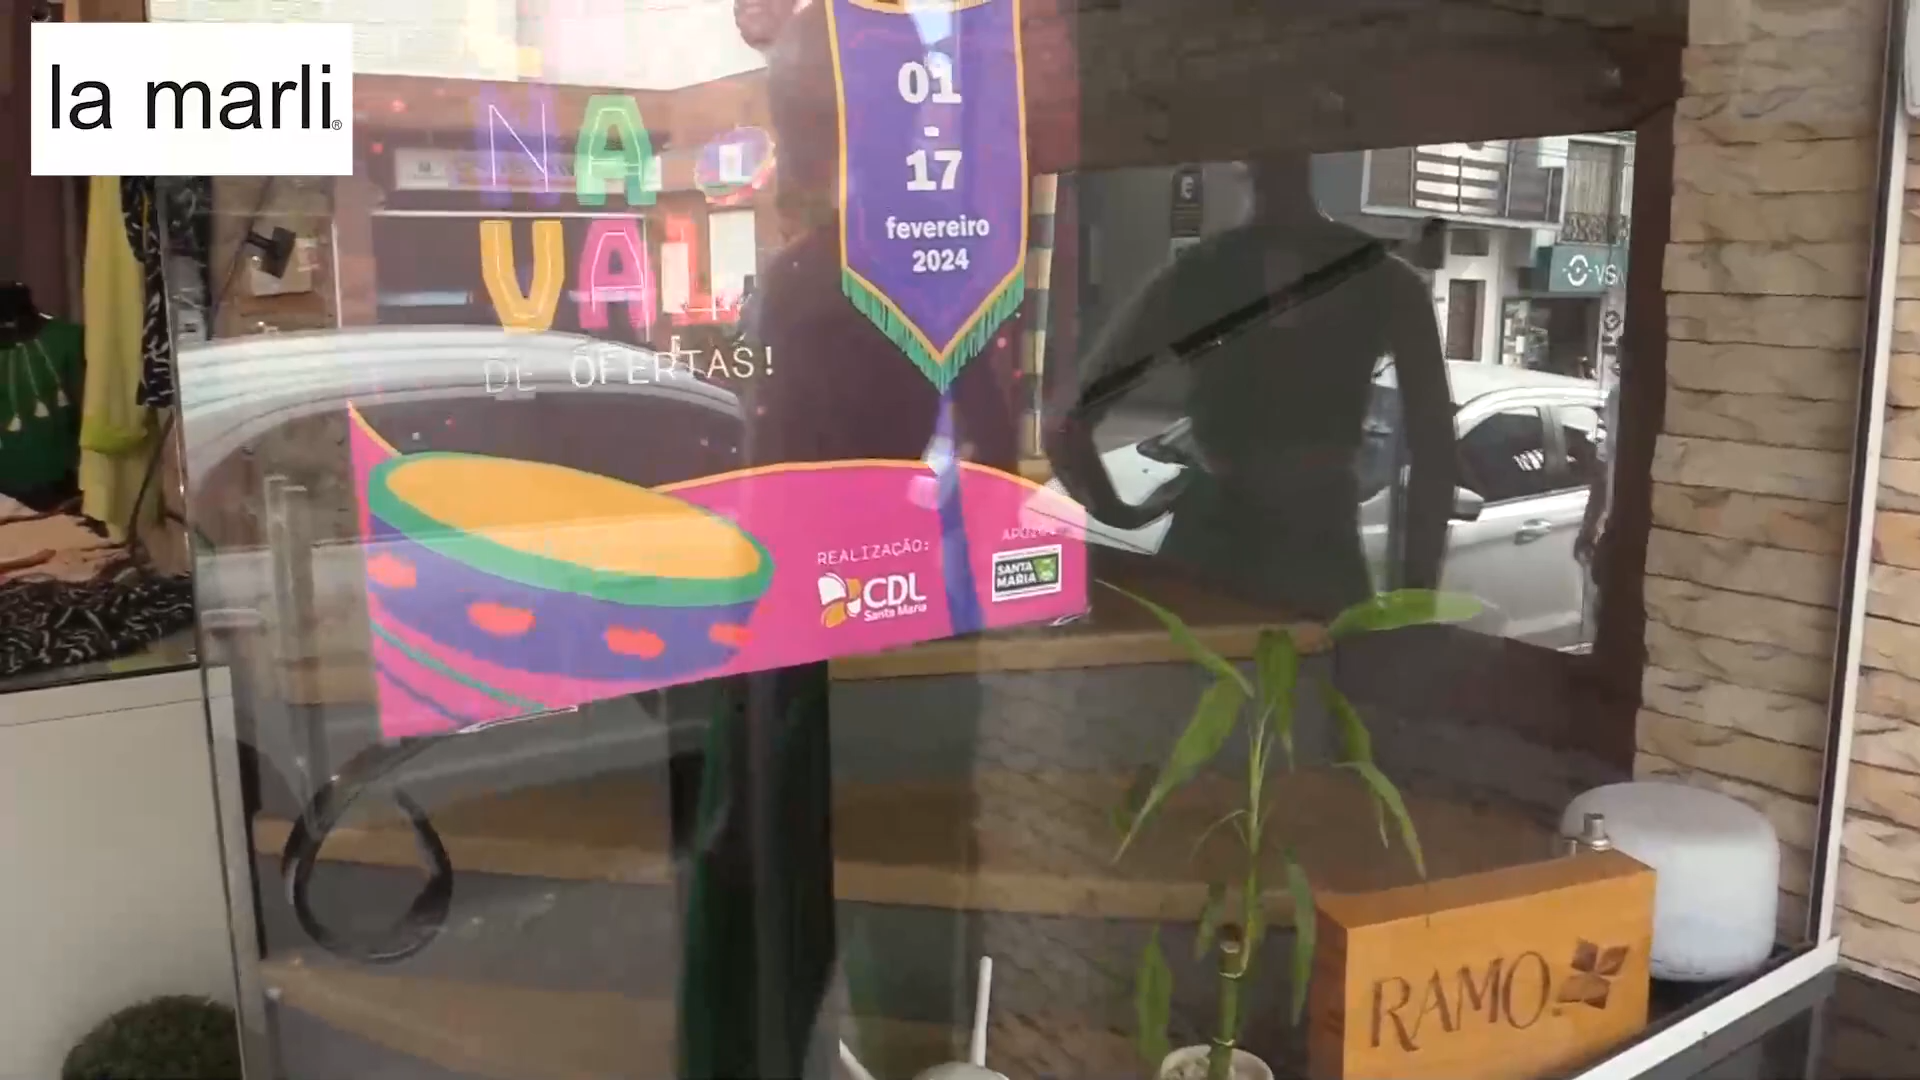 la marli®
NA
VAL
DE OFERTAS!
01
-
17
fevereiro
2024
REALIZAÇÃO:
CDL
Santa Maria
SANTA
MARIA
RAMO